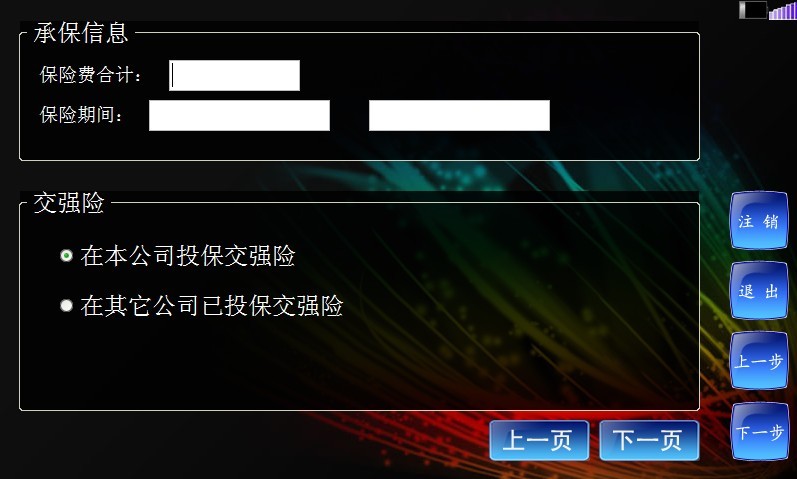 承保信息
保险费合计：
保险期间：
交强险
在本公司投保交强险
在其它公司已投保交强险
注 销
退 出
上一步
下一步
上一页
下一页